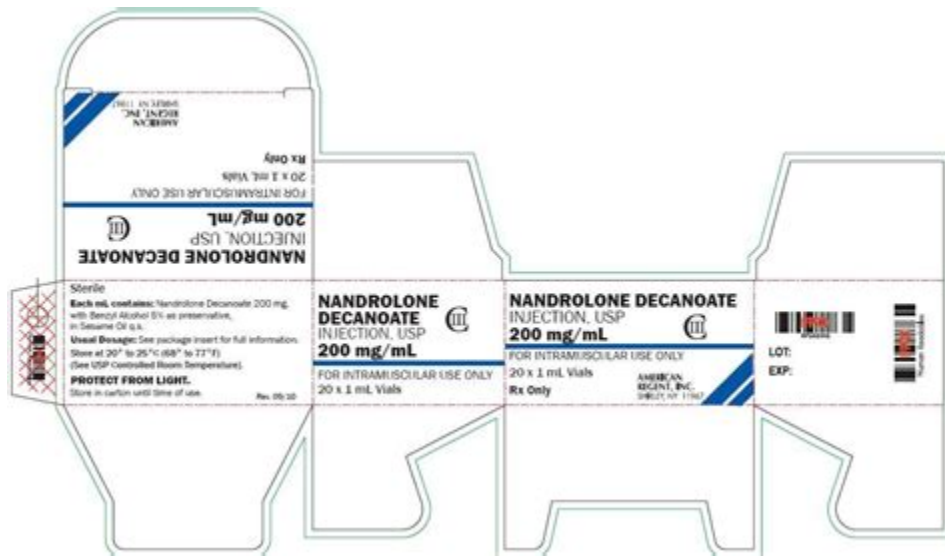 AMERICAN
REGENT, INC.
SHIRLEY, NY 11967
Rx Only
20 x 1 mL Vials
FOR INTRAMUSCULAR USE ONLY
200 mg/mL
INJECTION, USP
NANDROLONE DECANOATE
CIII
Sterile
Each mL contains: Nandrolone Decanoate 200 mg,
with Benzyl Alcohol 5% as preservative,
in Sesame Oil q.s.
Usual Dosage: See package insert for full information.
Store at 20° to 25°C (68° to 77°F)
(See USP Controlled Room Temperature).
PROTECT FROM LIGHT.
Store in carton until time of use.
Rev. 09/10
NANDROLONE
DECANOATE
CIII
INJECTION, USP
200 mg/mL
FOR INTRAMUSCULAR USE ONLY
20 x 1 mL Vials
NANDROLONE DECANOATE
INJECTION, USP
CIII
200 mg/mL
FOR INTRAMUSCULAR USE ONLY
20 x 1 mL Vials
Rx Only
AMERICAN
REGENT, INC.
SHIRLEY, NY 11967
LOT:
EXP: